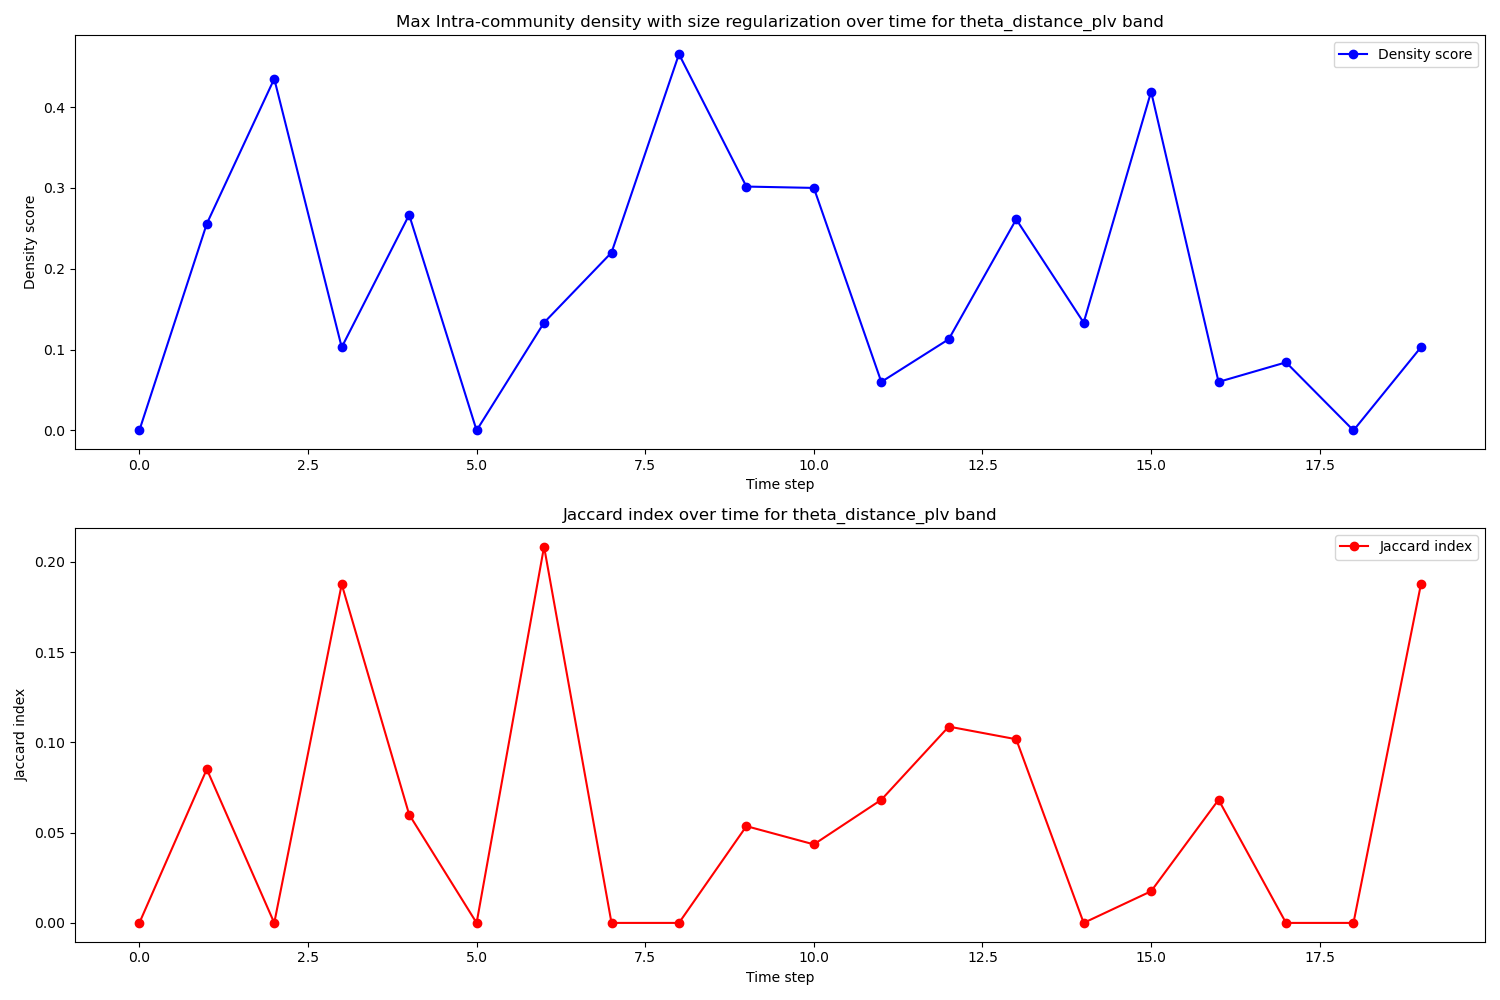 Max Intra-community density with size regularization over time for theta_distance_plv band
Density score
0.4
0.3
0.2
0.1
0.0
Density score
0.0 2.5 5.0 7.5 10.0 12.5 15.0 17.5
Time step
Jaccard index over time for theta_distance_plv band
Jaccard index
0.20
0.15
0.10
0.05
0.00
Jaccard index
0.0 2.5 5.0 7.5 10.0 12.5 15.0 17.5
Time step